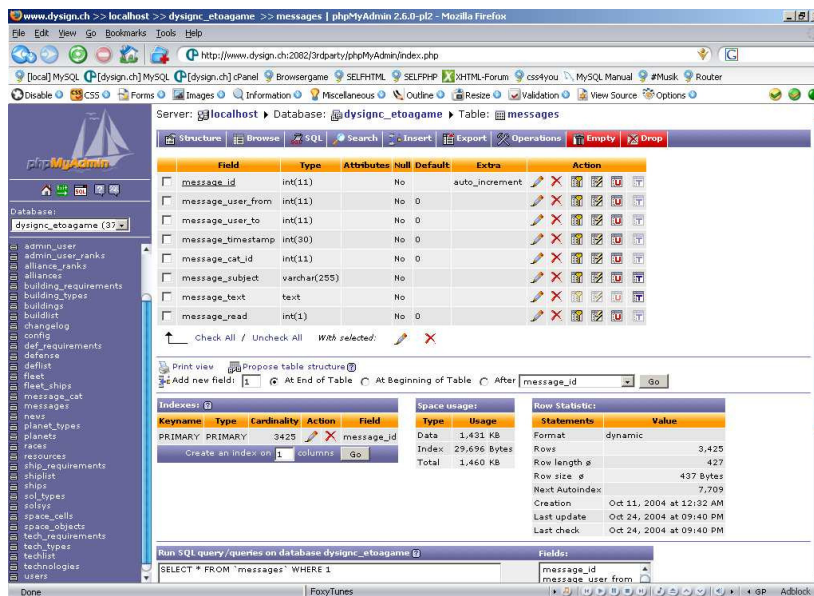 www.dysign.ch >> localhost >> dysignc_etoagame >> messages | phpMyAdmin 2.6.0-pl2 - Mozilla Firefox
File Edit View Go Bookmarks Tools Help
http://www.dysign.ch:2082/3rdparty/phpMyAdmin/index.php
[local] MySQL [dysign.ch] MySQL [dysign.ch] cPanel Browsergame SELFHTML SELFPHP XHTML-Forum css4you MySQL Manual #Musik Router
Disable CSS Forms Images Information Miscellaneous Outline Resize Validation View Source Options
phpMyAdmin
Database:
dysignc_etoagame (37
admin_user
admin_user_ranks
alliance_ranks
alliances
building_requirements
building_types
buildings
buildlist
changelog
config
def_requirements
defense
deflist
fleet
fleet_ships
message_cat
messages
news
planet_types
planets
races
resources
ship_requirements
shiplist
ships
sol_types
solsys
space_cells
space_objects
tech_requirements
tech_types
techlist
technologies
users
Server: localhost Database: dysignc_etoagame Table: messages
Structure Browse SQL Search Insert Export Operations Empty Drop
Field Type Attributes Null Default Extra Action
message_id int(11) No auto_increment
message_user_from int(11) No 0
message_user_to int(11) No 0
message_timestamp int(30) No 0
message_cat_id int(11) No 0
message_subject varchar(255) No
message_text text No
message_read int(1) No 0
Check All / Uncheck All With selected:
Print view Propose table structure
Add new field: 1 At End of Table At Beginning of Table After message_id Go
Indexes:
Keyname Type Cardinality Action Field
PRIMARY PRIMARY 3425 message_id
Create an index on 1 columns Go
Space usage:
Type Usage
Data 1,431 KB
Index 29,696 Bytes
Total 1,460 KB
Row Statistic:
Statements Value
Format dynamic
Rows 3,425
Row length ø 427
Row size ø 437 Bytes
Next Autoindex 7,709
Creation Oct 11, 2004 at 12:32 AM
Last update Oct 24, 2004 at 09:40 PM
Last check Oct 24, 2004 at 09:40 PM
Run SQL query/queries on database dysignc_etoagame
SELECT * FROM `messages` WHERE 1
Fields:
message_id
message_user_from
Done FoxyTunes GP Adblock